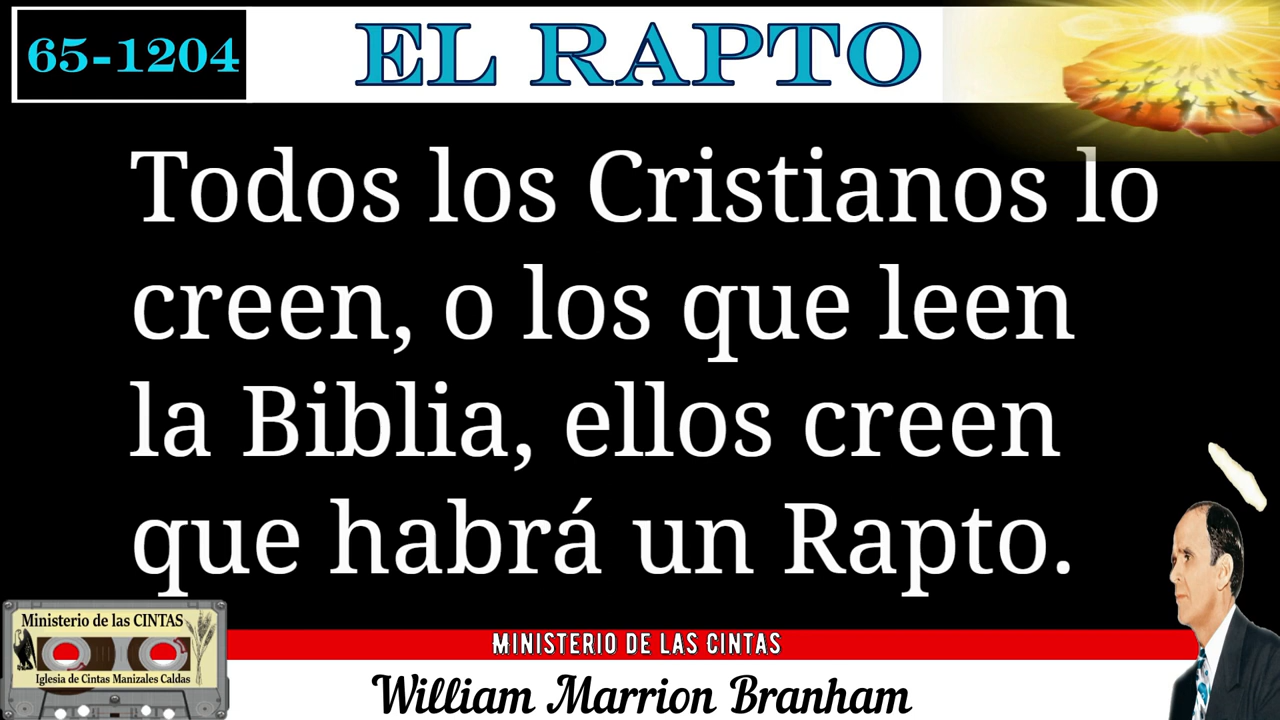 65-1204
EL RAPTO
Todos los Cristianos lo
creen, o los que leen
la Biblia, ellos creen
que habrá un Rapto.
Ministerio de las CINTAS
Iglesia de Cintas Manizales Caldas
MINISTERIO DE LAS CINTAS
William Marrion Branham